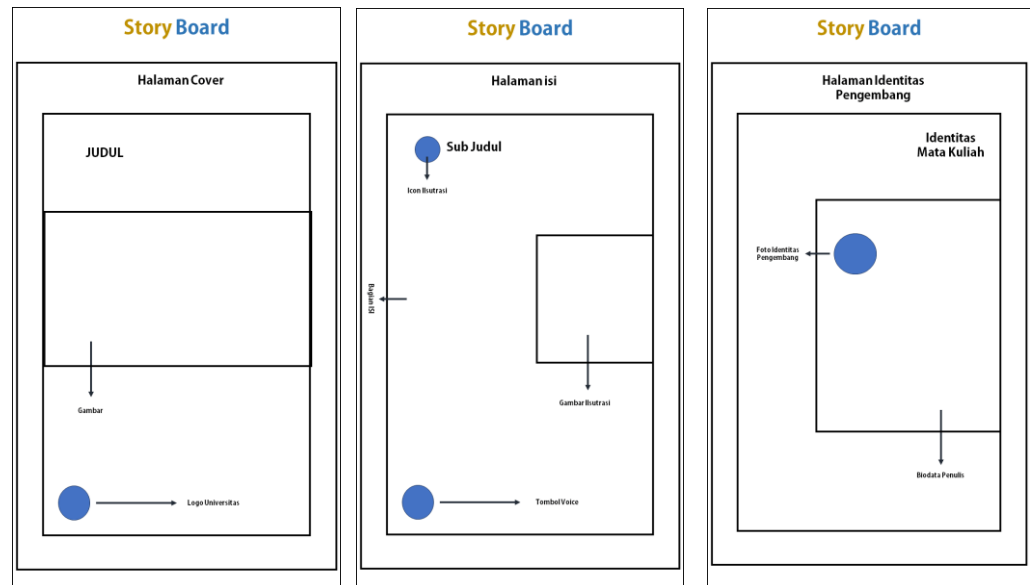 Story Board
Halaman Cover
JUDUL
Gambar
Logo Universitas
Story Board
Halaman isi
Sub Judul
Icon Ilsutrasi
Bagian ISI
Gambar Ilsutrasi
Tombol Voice
Story Board
Halaman Identitas
Pengembang
Identitas
Mata Kuliah
Foto Identitas
Pengembang
Biodata Penulis